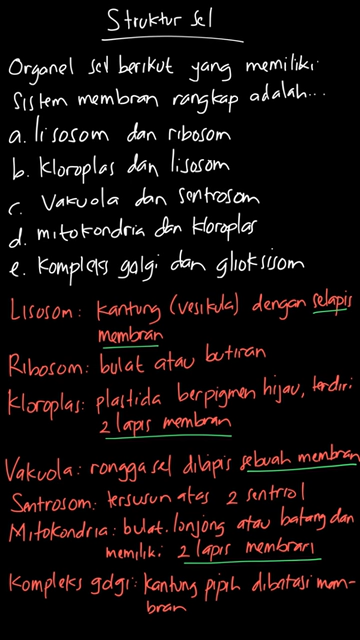 Struktur sel
Organel sel berikut yang memiliki
sistem membran rangkap adalah...
a. lisosom dan ribosom
b. kloroplas dan lisosom
c. Vakuola dan sentrosom
d. mitokondria dan kloroplas
e. kompleks golgi dan glioksisom
Lisosom: kantung (vesikula) dengan selapis
membran
Ribosom: bulat atau butiran
Kloroplas: plastida berpigmen hijau, terdiri
2 lapis membran
Vakuola: rongga sel dilapis sebuah membran
Sentrosom: tersusun atas 2 sentriol
Mitokondria: bulat lonjong atau batang dan
memiliki 2 lapis membran
Kompleks golgi: kantung pipih dibatasi mem-
bran